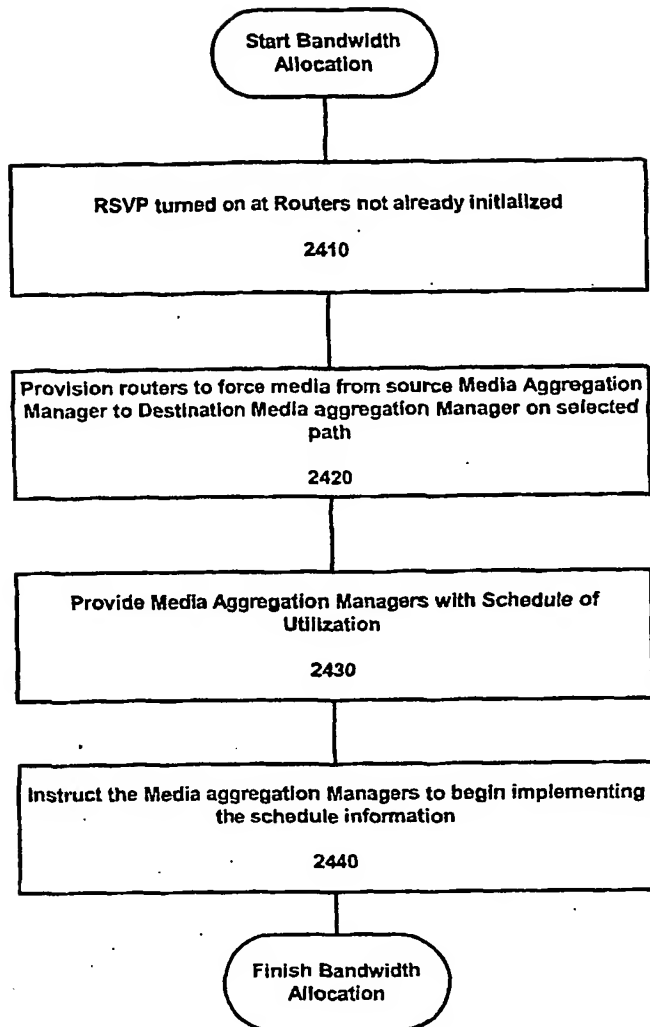 Start Bandwidth
Allocation
RSVP turned on at Routers not already initialized
2410
Provision routers to force media from source Media Aggregation
Manager to Destination Media aggregation Manager on selected
path
2420
Provide Media Aggregation Managers with Schedule of
Utilization
2430
Instruct the Media aggregation Managers to begin implementing
the schedule information
2440
Finish Bandwidth
Allocation